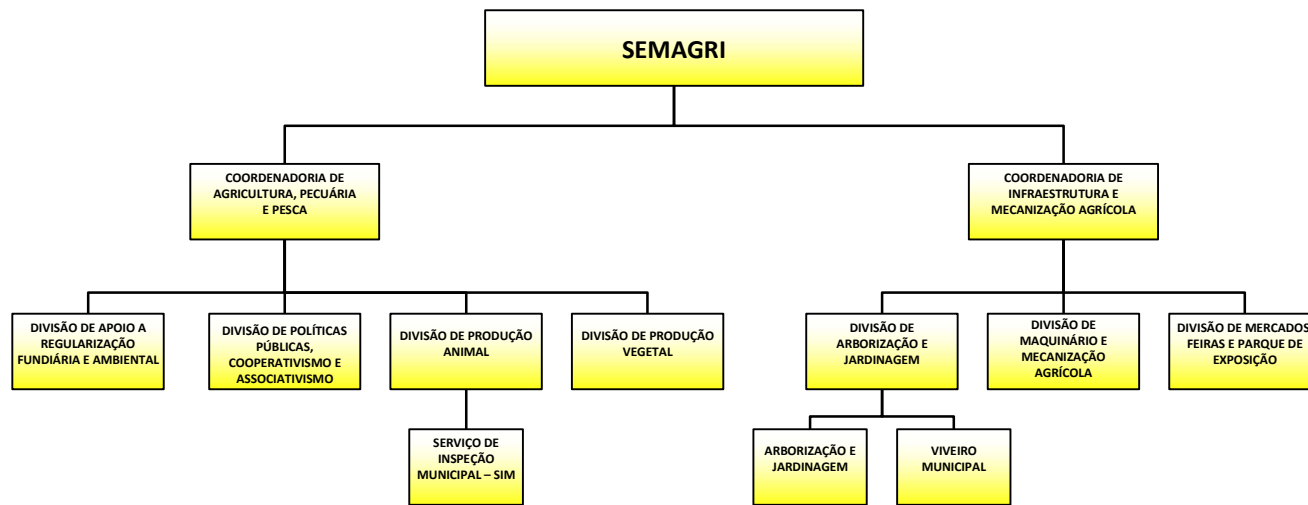 SEMAGRI
COORDENADORIA DE
AGRICULTURA, PECUÁRIA
E PESCA
COORDENADORIA DE
INFRAESTRUTURA E
MECANIZAÇÃO AGRÍCOLA
DIVISÃO DE APOIO A
REGULARIZAÇÃO
FUNDIÁRIA E AMBIENTAL
DIVISÃO DE POLÍTICAS
PÚBLICAS,
COOPERATIVISMO E
ASSOCIATIVISMO
DIVISÃO DE PRODUÇÃO
ANIMAL
DIVISÃO DE PRODUÇÃO
VEGETAL
DIVISÃO DE
ARBORIZAÇÃO E
JARDINAGEM
DIVISÃO DE
MAQUINÁRIO E
MECANIZAÇÃO
AGRÍCOLA
DIVISÃO DE MERCADOS,
FEIRAS E PARQUE DE
EXPOSIÇÃO
SERVIÇO DE
INSPEÇÃO
MUNICIPAL – SIM
ARBORIZAÇÃO E
JARDINAGEM
VIVEIRO
MUNICIPAL